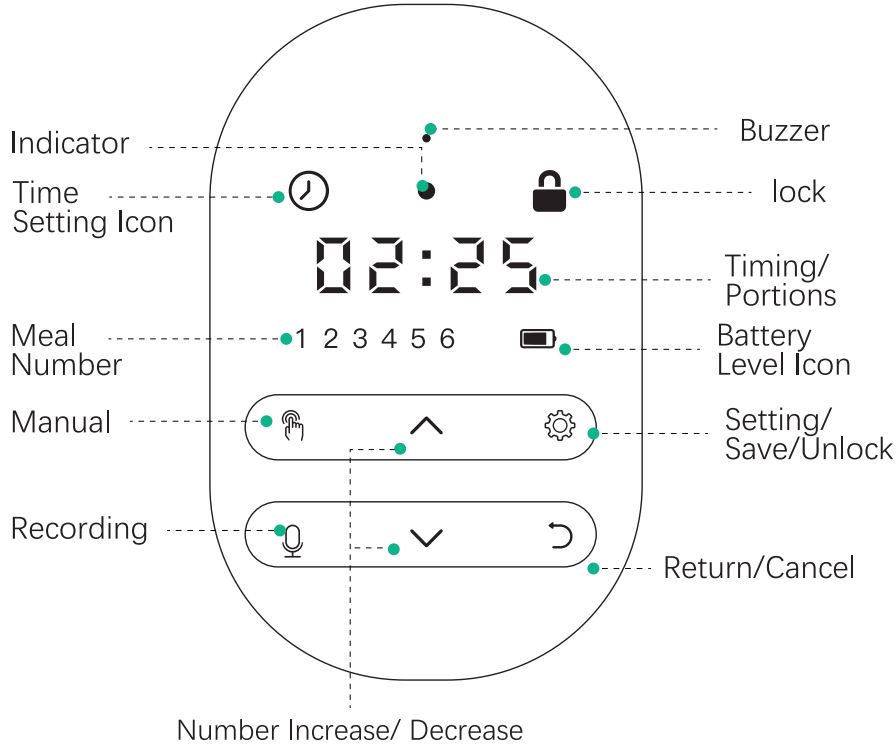 Buzzer
Indicator
Time
Setting Icon
lock
02:25
Timing/
Portions
Meal
Number
1 2 3 4 5 6
Battery
Level Icon
Manual
Setting/
Save/Unlock
Recording
Return/Cancel
Number Increase/ Decrease